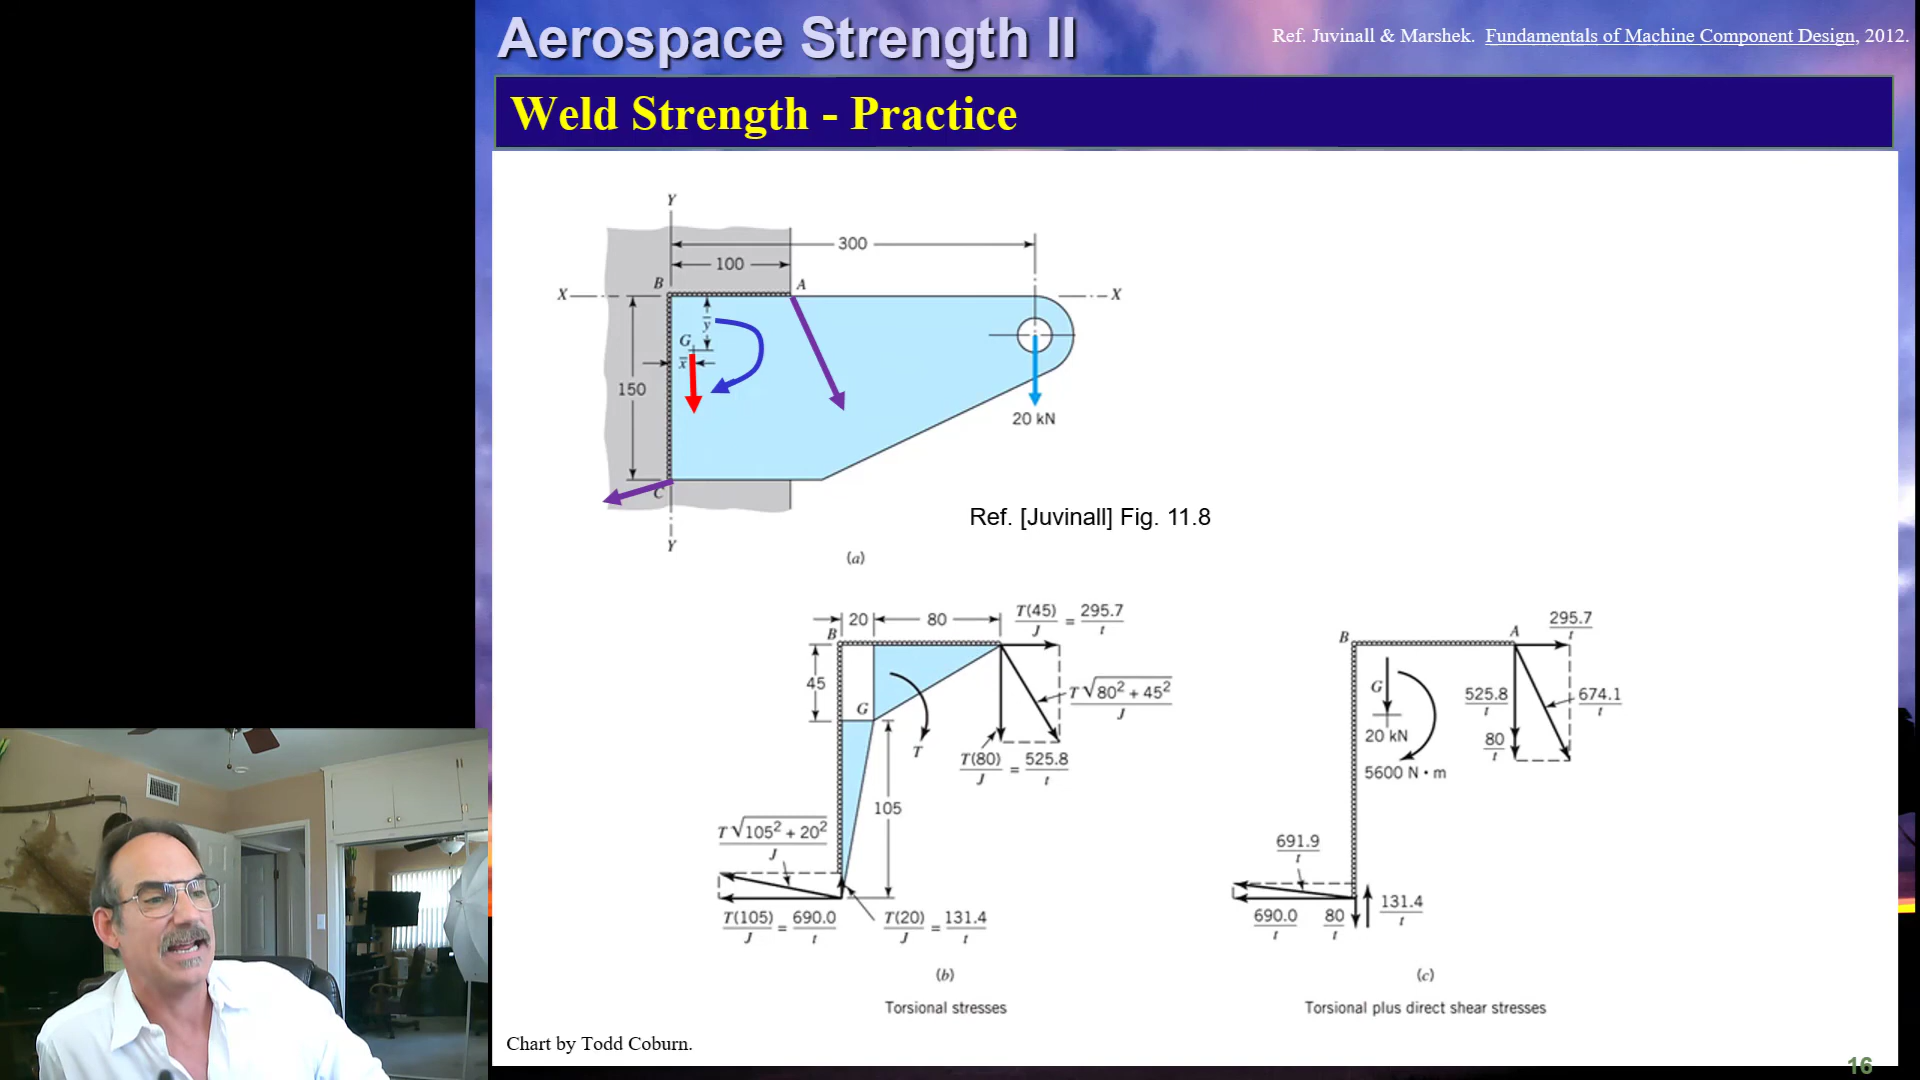 Aerospace Strength II
Ref. Juvinall & Marshek. Fundamentals of Machine Component Design, 2012.
Weld Strength - Practice
Y
300
100
B
A
X
X
y
G
x
150
20 kN
C
Ref. [Juvinall] Fig. 11.8
Y
(a)
20
80
T(45)/J = 295.7/t
B
45
T√80² + 45²/J
G
T
T(80)/J = 525.8/t
105
T√105² + 20²/J
T(105)/J = 690.0/t
T(20)/J = 131.4/t
(b)
Torsional stresses
295.7/t
B
A
G
525.8/t
674.1/t
20 kN
80/t
5600 N • m
691.9/t
690.0/t
80/t
131.4/t
(c)
Torsional plus direct shear stresses
Chart by Todd Coburn.
16